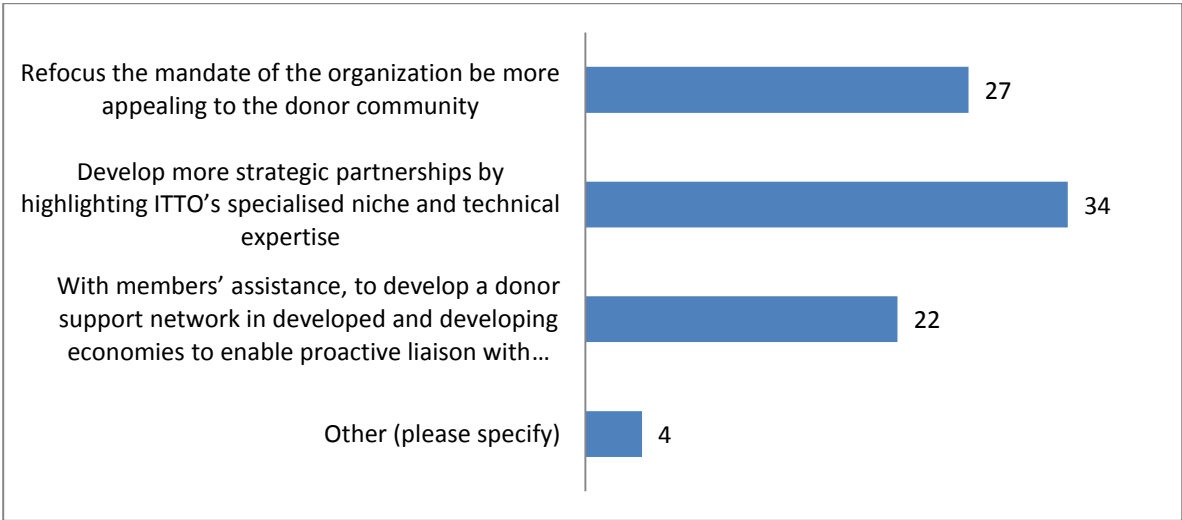 Refocus the mandate of the organization be more
appealing to the donor community
27
Develop more strategic partnerships by
highlighting ITTO’s specialised niche and technical
expertise
34
With members’ assistance, to develop a donor
support network in developed and developing
economies to enable proactive liaison with…
22
Other (please specify)
4